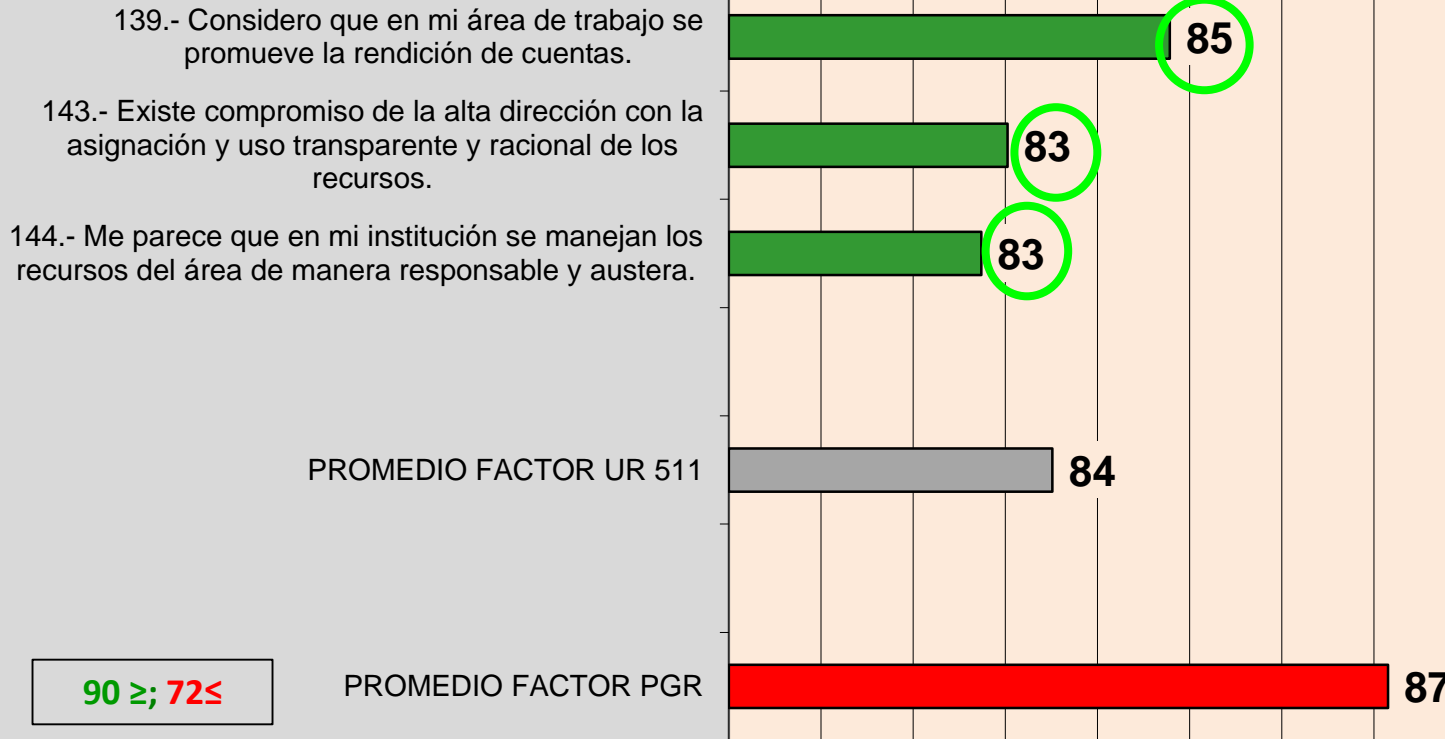 139.- Considero que en mi área de trabajo se
promueve la rendición de cuentas.
85
143.- Existe compromiso de la alta dirección con la
asignación y uso transparente y racional de los
recursos.
83
144.- Me parece que en mi institución se manejan los
recursos del área de manera responsable y austera.
83
PROMEDIO FACTOR UR 511
84
90 ≥; 72≤
PROMEDIO FACTOR PGR
87